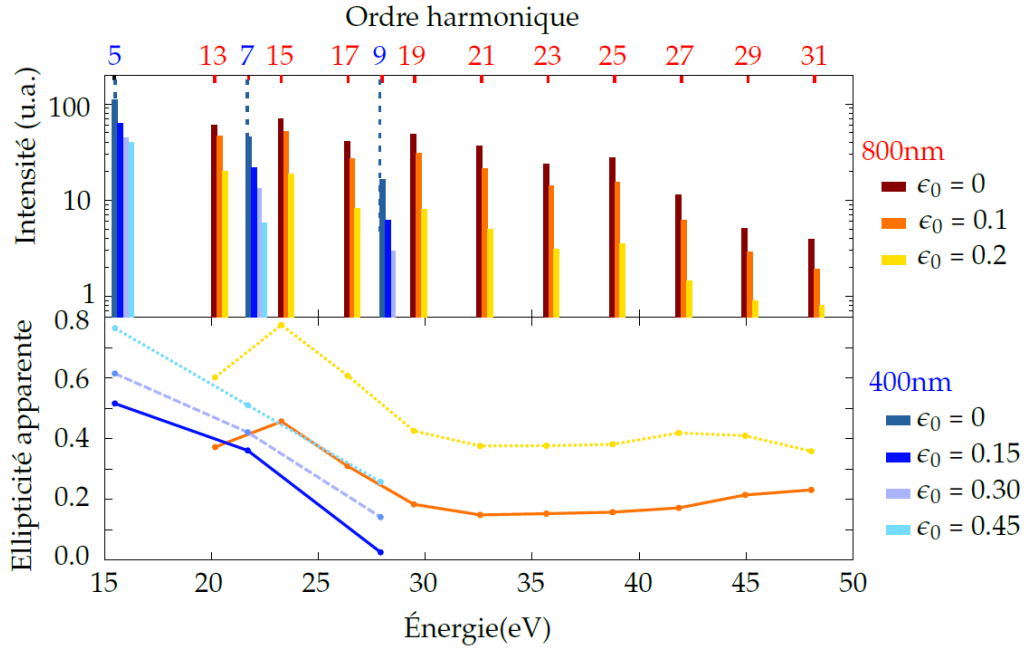 Ordre harmonique
5 13 7 15 17 9 19 21 23 25 27 29 31
Intensité (u.a.)
100
10
1
800nm
ϵ0 = 0
ϵ0 = 0.1
ϵ0 = 0.2
Ellipticité apparente
0.8
0.6
0.4
0.2
0.0
400nm
ϵ0 = 0
ϵ0 = 0.15
ϵ0 = 0.30
ϵ0 = 0.45
15 20 25 30 35 40 45 50
Énergie(eV)